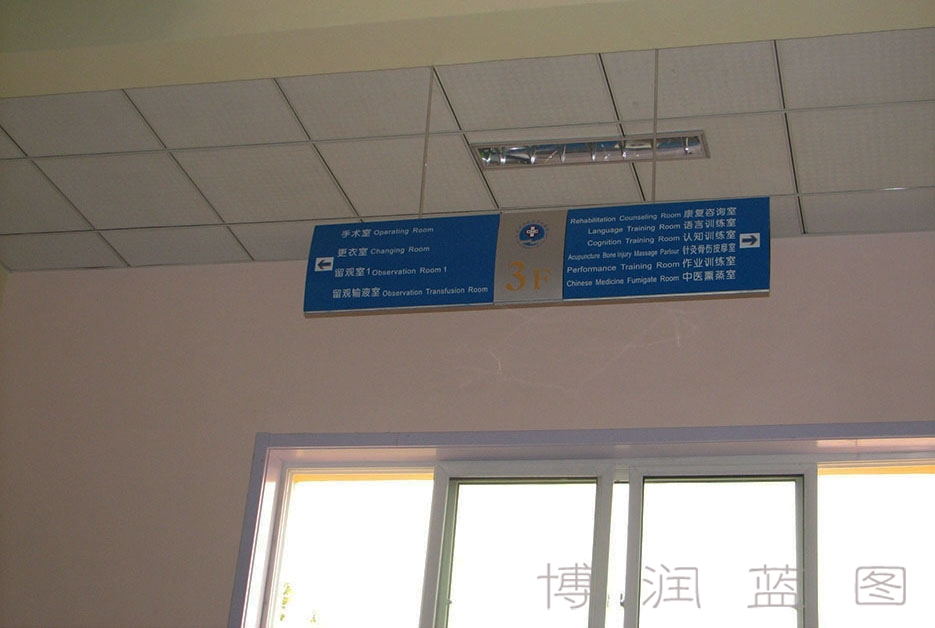 手术室 Operating Room
更衣室 Changing Room
留观室1 Observation Room 1
留观输液室 Observation Transfusion Room
3F
Rehabilitation Counseling Room 康复咨询室
Language Training Room 语言训练室
Cognition Training Room 认知训练室
Acupuncture Bone injury Massage Parlour 针灸骨伤按摩室
Performance Training Room 作业训练室
Chinese Medicine Fumigate Room 中医熏蒸室
博润蓝图